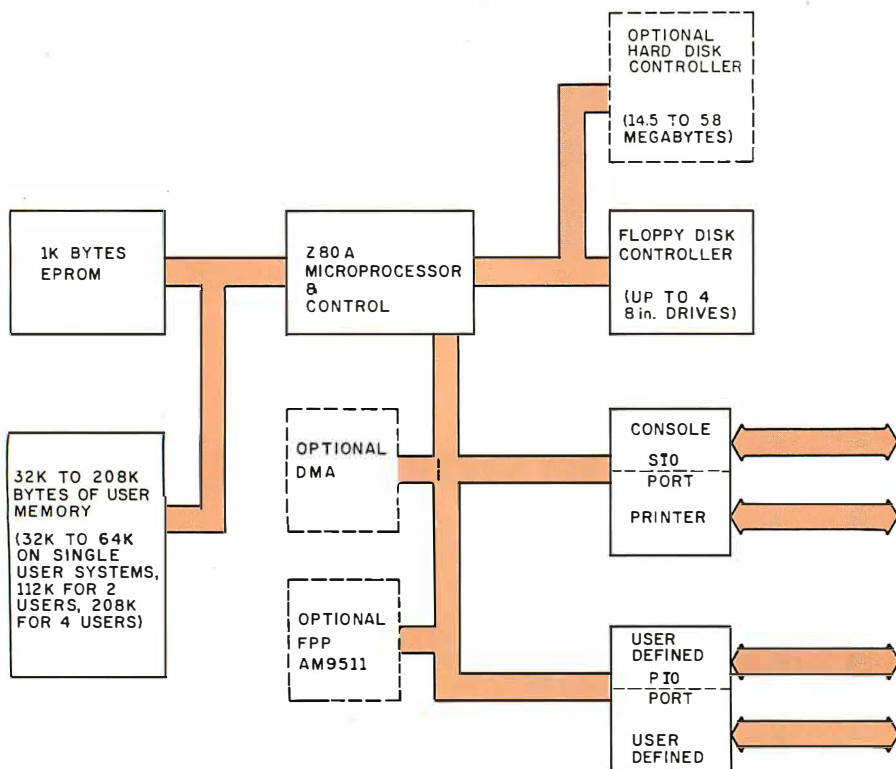 OPTIONAL
HARD DISK
CONTROLLER
(14.5 TO 58
MEGABYTES)
1K BYTES
EPROM
Z80A
MICROPROCESSOR
&
CONTROL
FLOPPY DISK
CONTROLLER
(UP TO 4
8 in. DRIVES)
32K TO 208K
BYTES OF USER
MEMORY
(32K TO 64K
ON SINGLE
USER SYSTEMS,
112K FOR 2
USERS, 208K
FOR 4 USERS)
OPTIONAL
DMA
CONSOLE
SIO
PORT
PRINTER
OPTIONAL
FPP
AM9511
USER
DEFINED
PIO
PORT
USER
DEFINED